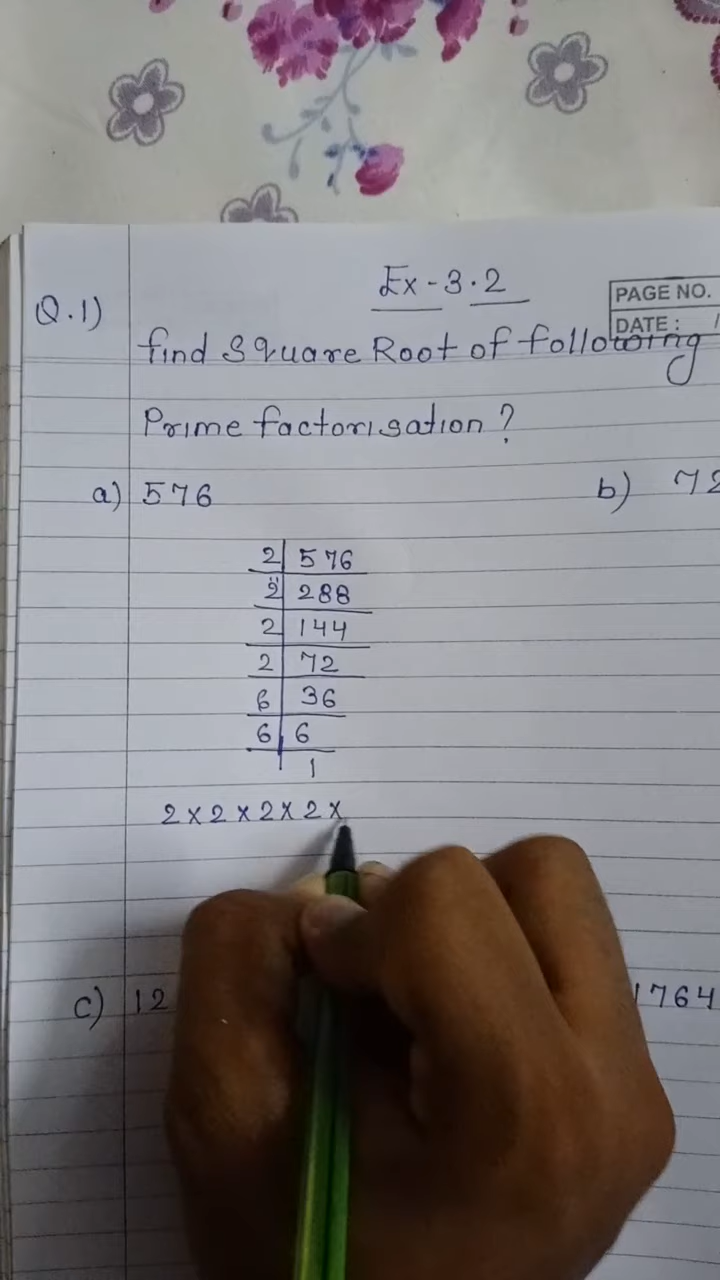 Ex-3.2
PAGE NO.
DATE :
Q.1)
find Square Root of following
Prime factorisation ?
a) 576
b) 72
2 576
2 288
2 144
2 72
6 36
6 6
1
2 × 2 × 2 × 2 ×
c) 12
1764